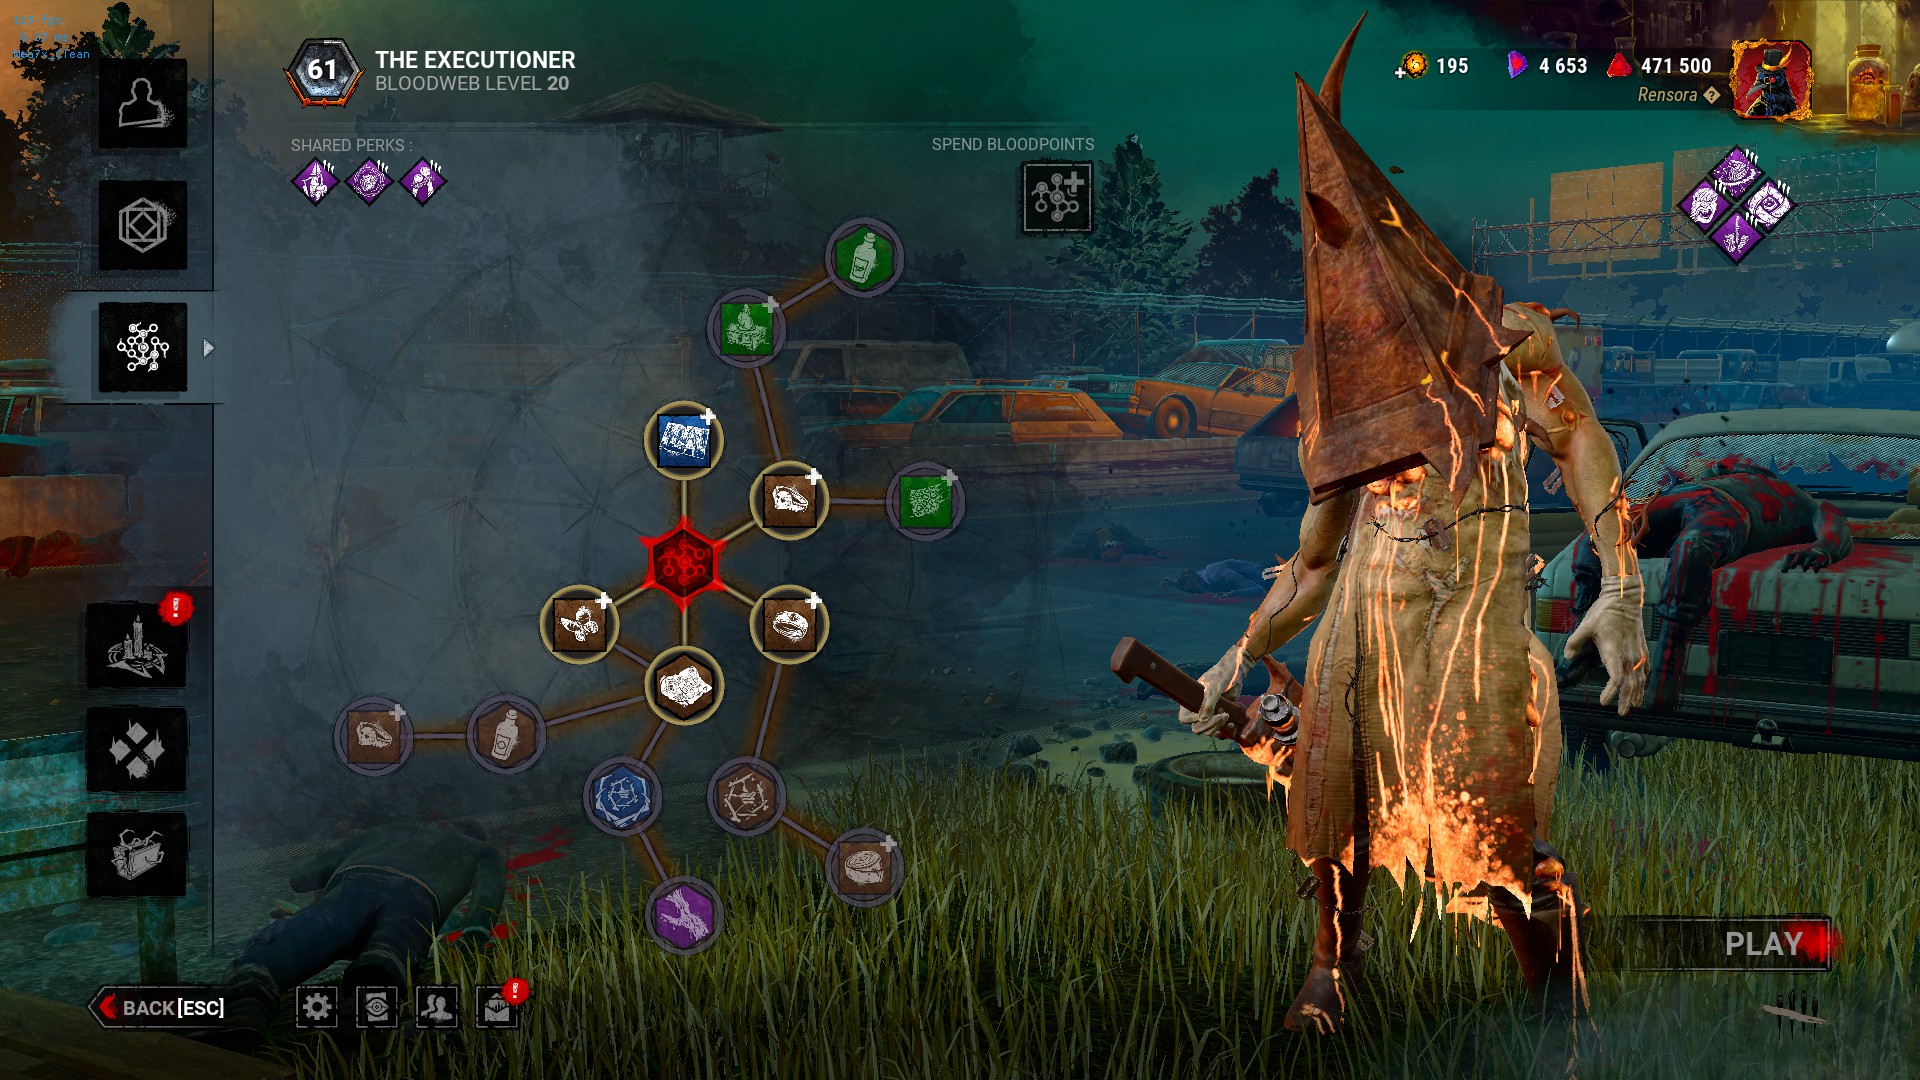 61
THE EXECUTIONER
BLOODWEB LEVEL 20
195
4 653
471 500
Rensora
SHARED PERKS :
SPEND BLOODPOINTS
PLAY
BACK [ESC]